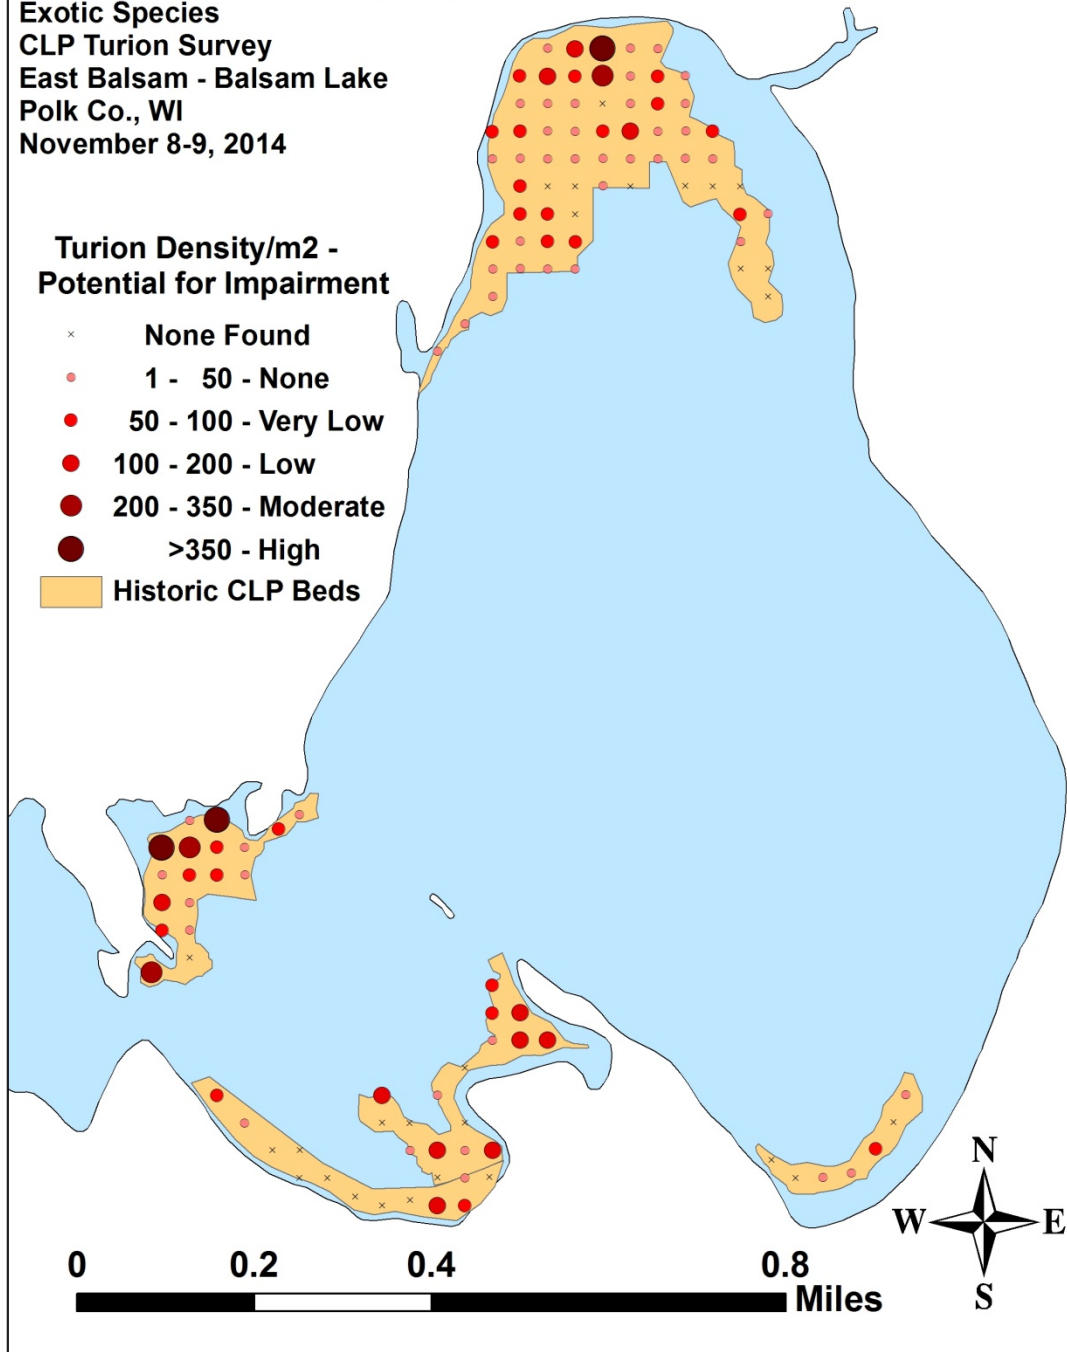 Exotic Species
CLP Turion Survey
East Balsam - Balsam Lake
Polk Co., WI
November 8-9, 2014
Turion Density/m2 -
Potential for Impairment
None Found
1 - 50 - None
50 - 100 - Very Low
100 - 200 - Low
200 - 350 - Moderate
>350 - High
Historic CLP Beds
N
W E
S
0 0.2 0.4 0.8
Miles